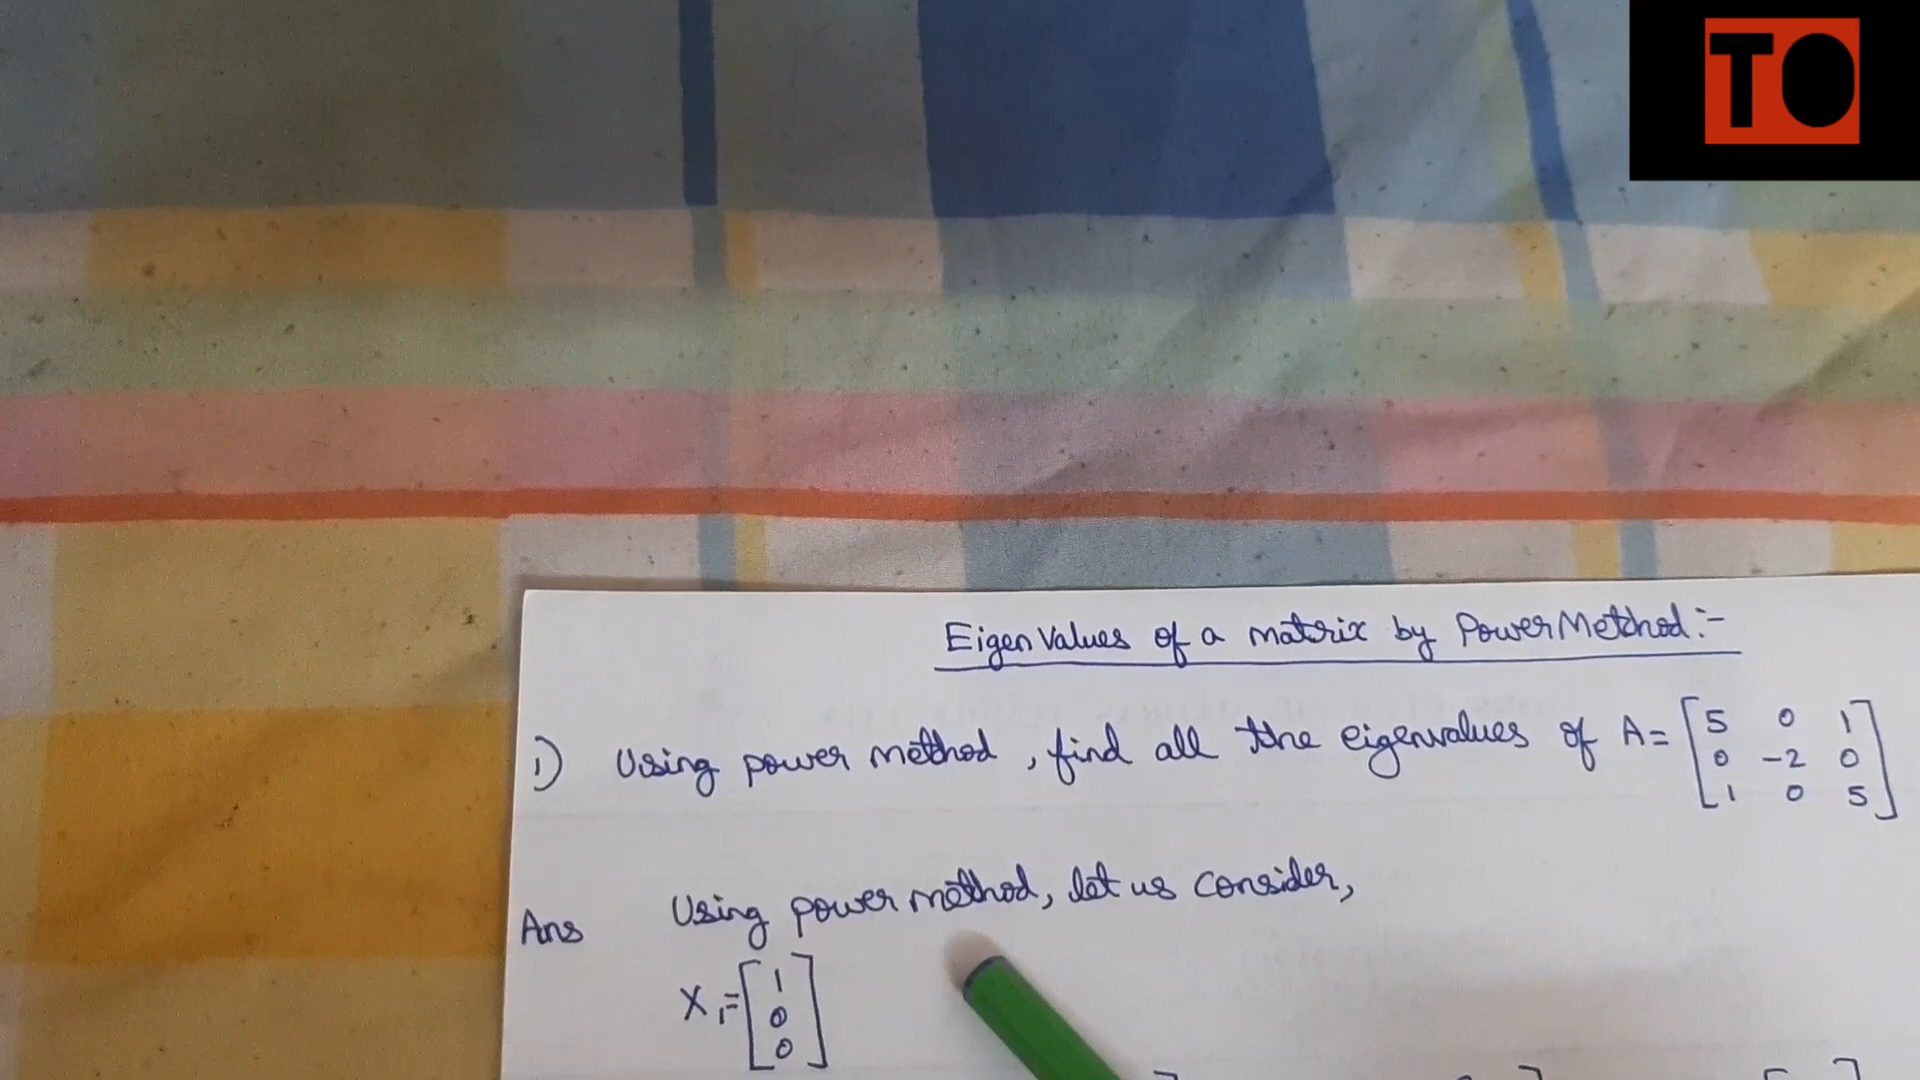 TO
Eigen Values of a matrix by Power Method:-
1) Using power method, find all the eigenvalues of A= [5 0 1
0 -2 0
1 0 5]
Ans Using power method, let us consider,
X₁= [1
0
0]